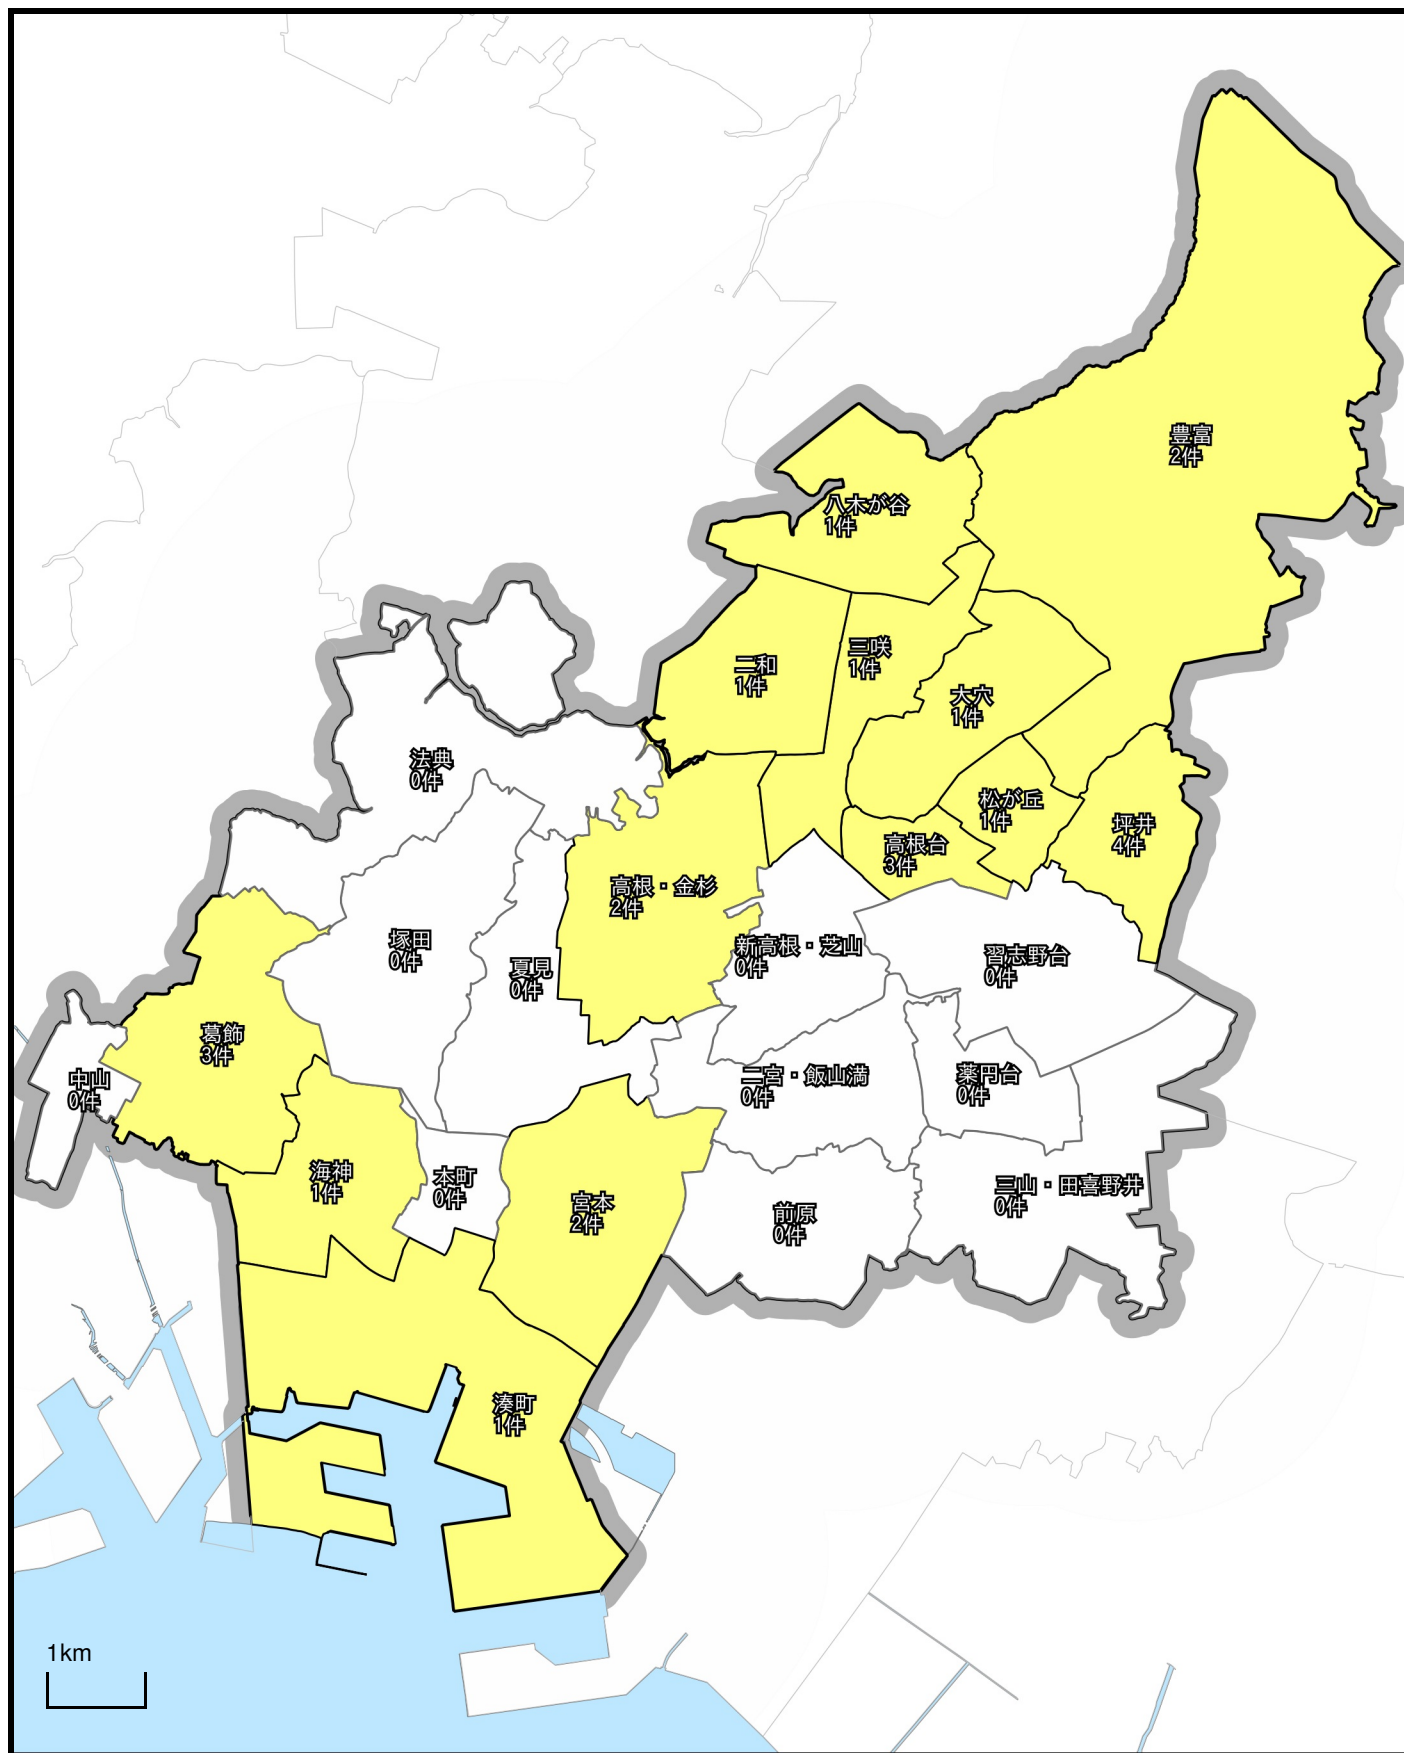 豊富
2件
八木が谷
1件
三咲
1件
二和
1件
大穴
1件
法典
0件
松が丘
1件
坪井
4件
高根台
3件
高根・金杉
2件
塚田
0件
新高根・芝山
0件
習志野台
0件
夏見
0件
葛飾
3件
中山
0件
二宮・飯山満
0件
薬円台
0件
海神
1件
本町
0件
宮本
2件
前原
0件
三山・田喜野井
0件
湊町
1件
1km